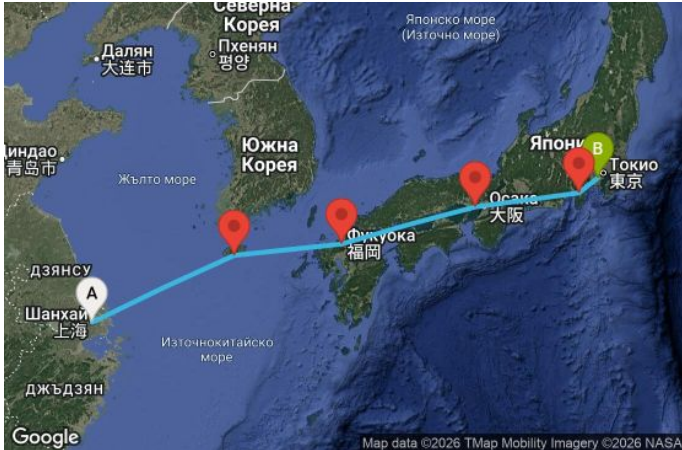 Северна
Корея
Японско море
(Източно море)
Далян
大连市
Пхенян
평양
Южна
Корея
Япони
B
Токио
東京
индао
青岛市
Жълто море
Осака
大阪
Фукуока
福岡
ДЗЯНСУ
A
Шанхай
上海
Източнокитайско
море
ДЖЪДЗЯН
Google
Map data ©2026 TMap Mobility Imagery ©2026 NASA